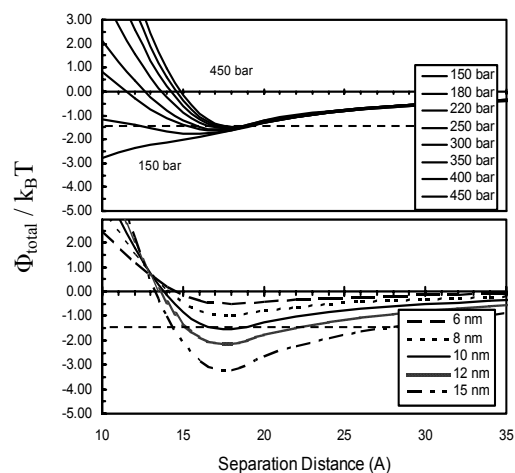 3.00
2.00
1.00
0.00
-1.00
-2.00
-3.00
-4.00
-5.00
450 bar
150 bar
150 bar
180 bar
220 bar
250 bar
300 bar
350 bar
400 bar
450 bar
Φtotal / kBT
2.00
1.00
0.00
-1.00
-2.00
-3.00
-4.00
-5.00
6 nm
8 nm
10 nm
12 nm
15 nm
10 15 20 25 30 35
Separation Distance (A)